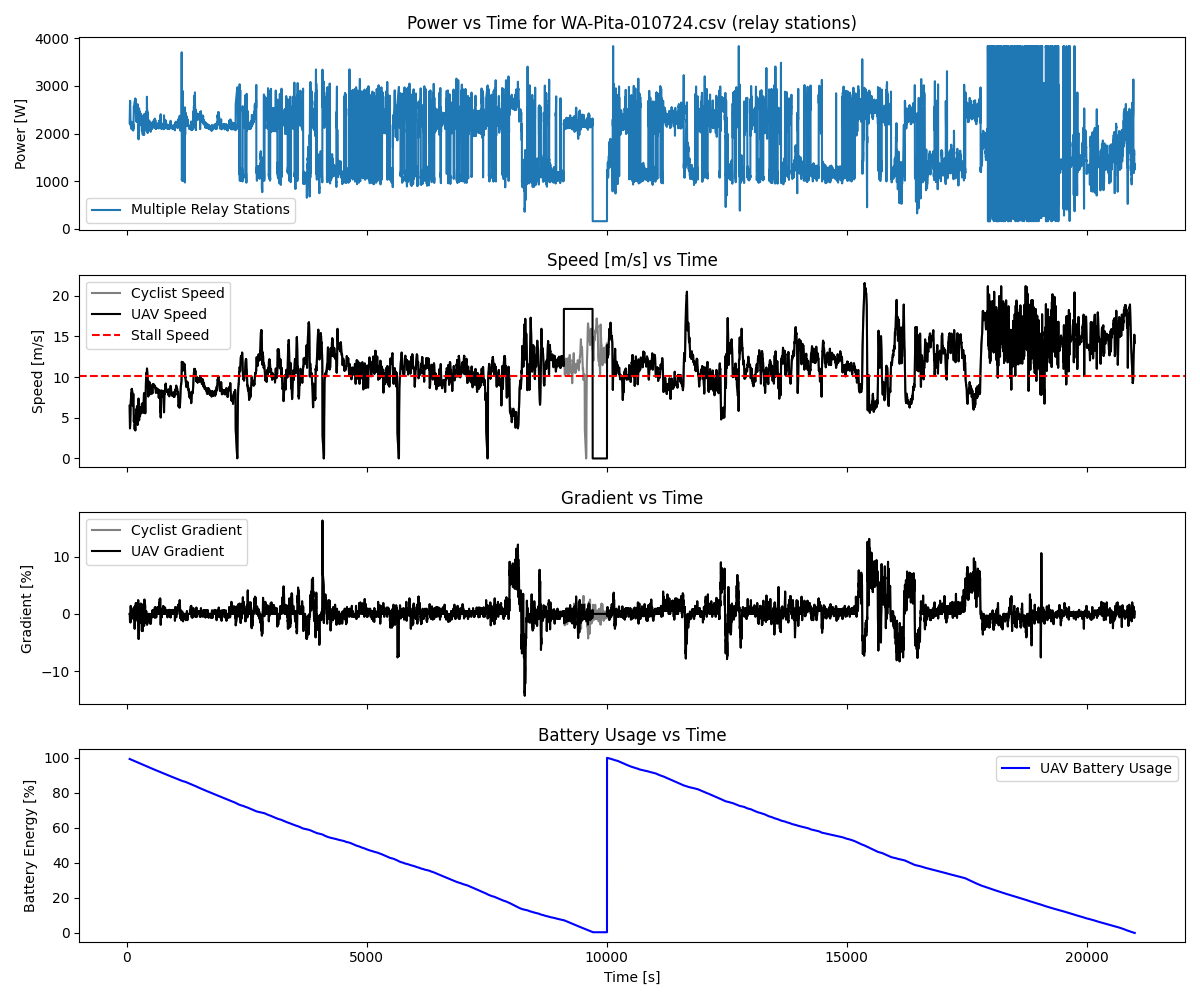 Power vs Time for WA-Pita-010724.csv (relay stations)
4000
3000
2000
1000
0
Power [W]
Multiple Relay Stations
Speed [m/s] vs Time
20
15
10
5
0
Speed [m/s]
Cyclist Speed
UAV Speed
Stall Speed
Gradient vs Time
10
0
−10
Gradient [%]
Cyclist Gradient
UAV Gradient
Battery Usage vs Time
100
80
60
40
20
0
Battery Energy [%]
UAV Battery Usage
0 5000 10000 15000 20000
Time [s]